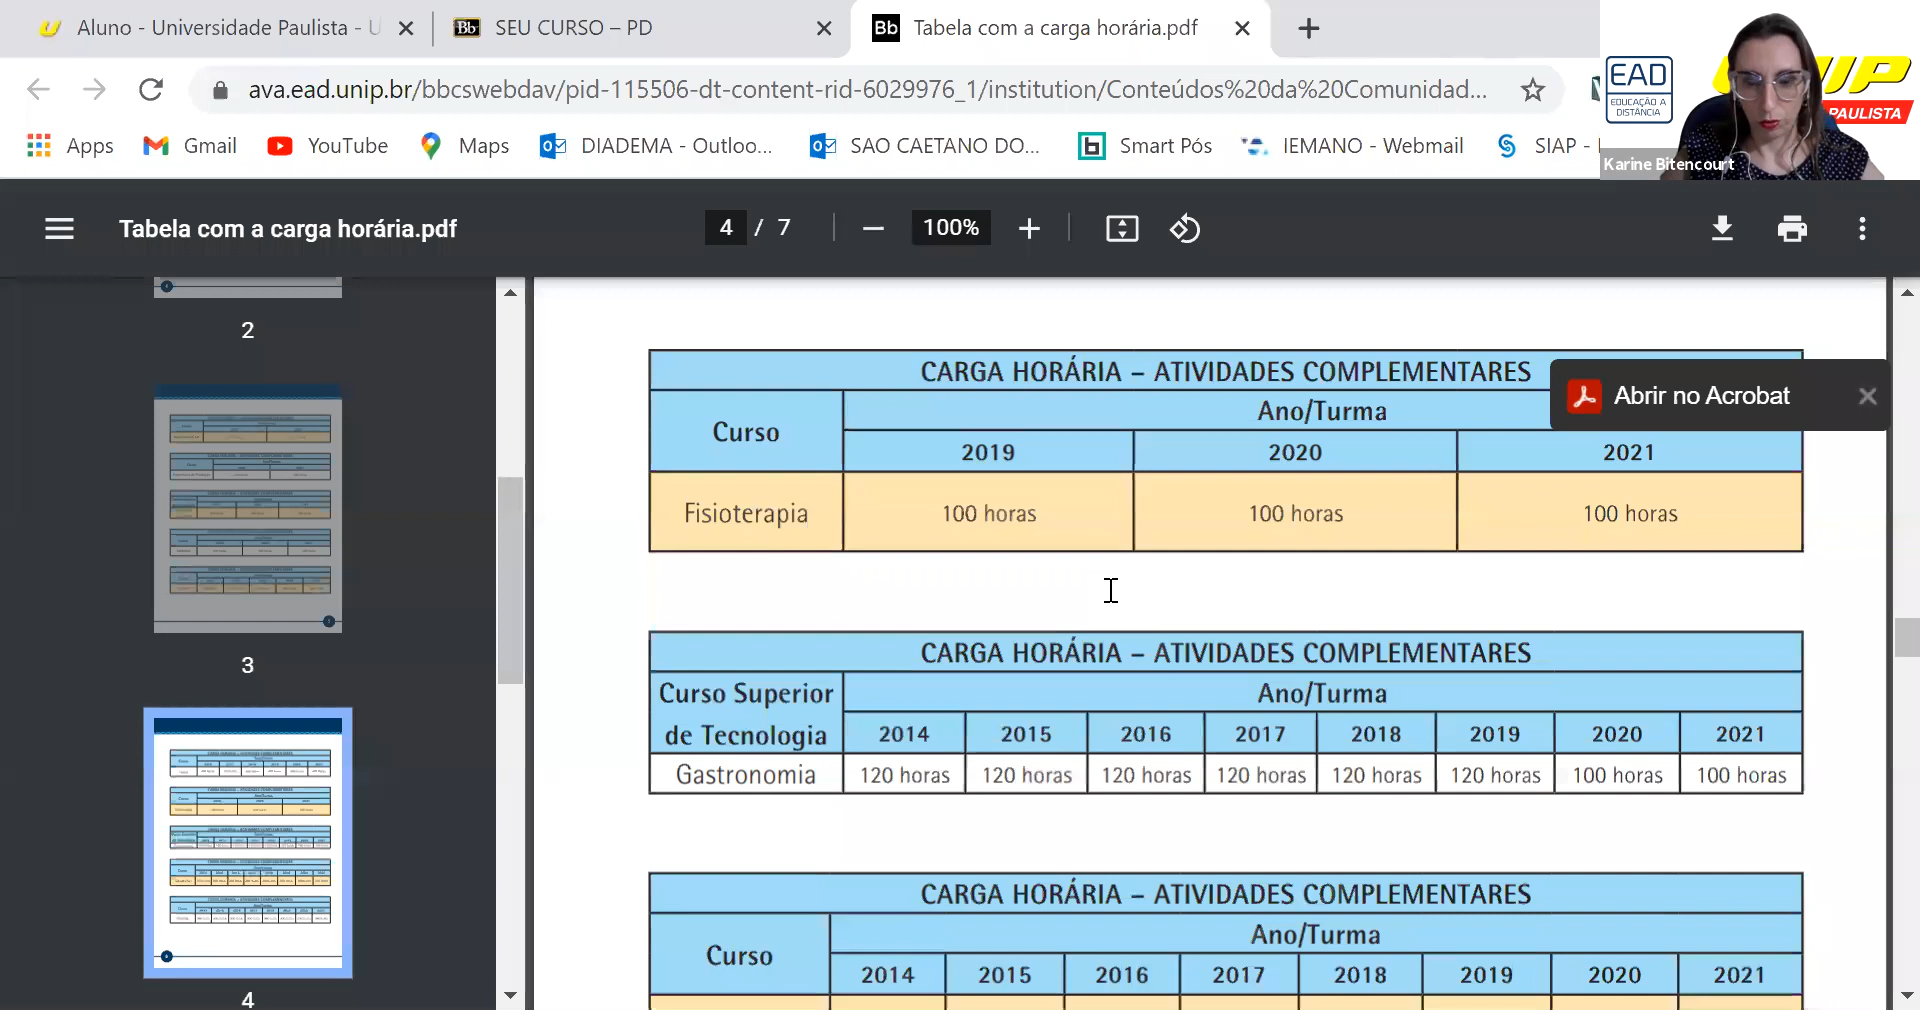 Aluno - Universidade Paulista - U
Bb SEU CURSO – PD
Bb Tabela com a carga horária.pdf
ava.ead.unip.br/bbcswebdav/pid-115506-dt-content-rid-6029976_1/institution/Conteúdos%20da%20Comunidad...
EAD
EDUCAÇÃO A
DISTÂNCIA
UNIP
PAULISTA
Karine Bitencourt
Apps Gmail YouTube Maps DIADEMA - Outloo... SAO CAETANO DO... Smart Pós IEMANO - Webmail SIAP -
Tabela com a carga horária.pdf
4 / 7
100%
2
3
4
Abrir no Acrobat
CARGA HORÁRIA – ATIVIDADES COMPLEMENTARES
Curso
Ano/Turma
2019 2020 2021
Fisioterapia 100 horas 100 horas 100 horas
CARGA HORÁRIA – ATIVIDADES COMPLEMENTARES
Curso Superior
de Tecnologia
Ano/Turma
2014 2015 2016 2017 2018 2019 2020 2021
Gastronomia 120 horas 120 horas 120 horas 120 horas 120 horas 120 horas 100 horas 100 horas
CARGA HORÁRIA – ATIVIDADES COMPLEMENTARES
Curso
Ano/Turma
2014 2015 2016 2017 2018 2019 2020 2021